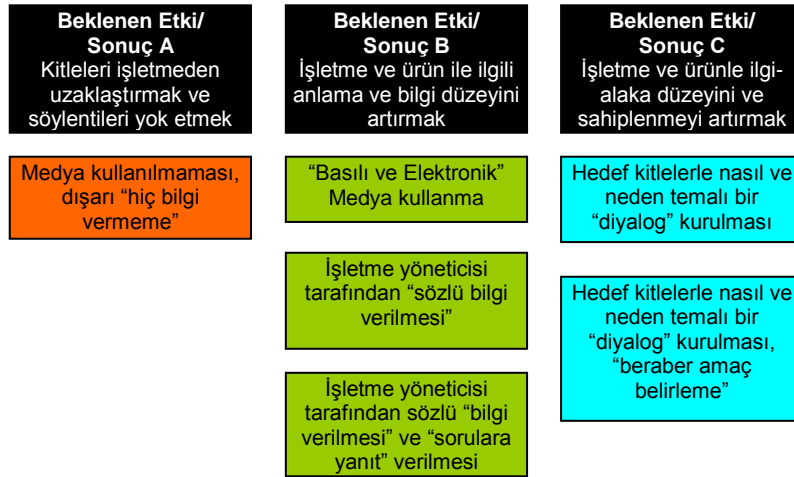 Beklenen Etki/
Sonuç A
Kitleleri işletmeden
uzaklaştırmak ve
söylentileri yok etmek
Medya kullanılmaması,
dışarı “hiç bilgi
vermeme”
Beklenen Etki/
Sonuç B
İşletme ve ürün ile ilgili
anlama ve bilgi düzeyini
artırmak
“Basılı ve Elektronik”
Medya kullanma
İşletme yöneticisi
tarafından “sözlü bilgi
verilmesi”
İşletme yöneticisi
tarafından sözlü “bilgi
verilmesi” ve “sorulara
yanıt” verilmesi
Beklenen Etki/
Sonuç C
İşletme ve ürünle ilgi-
alaka düzeyini ve
sahiplenmeyi artırmak
Hedef kitlelerle nasıl ve
neden temalı bir
“diyalog” kurulması
Hedef kitlelerle nasıl ve
neden temalı bir
“diyalog” kurulması,
“beraber amaç
belirleme”